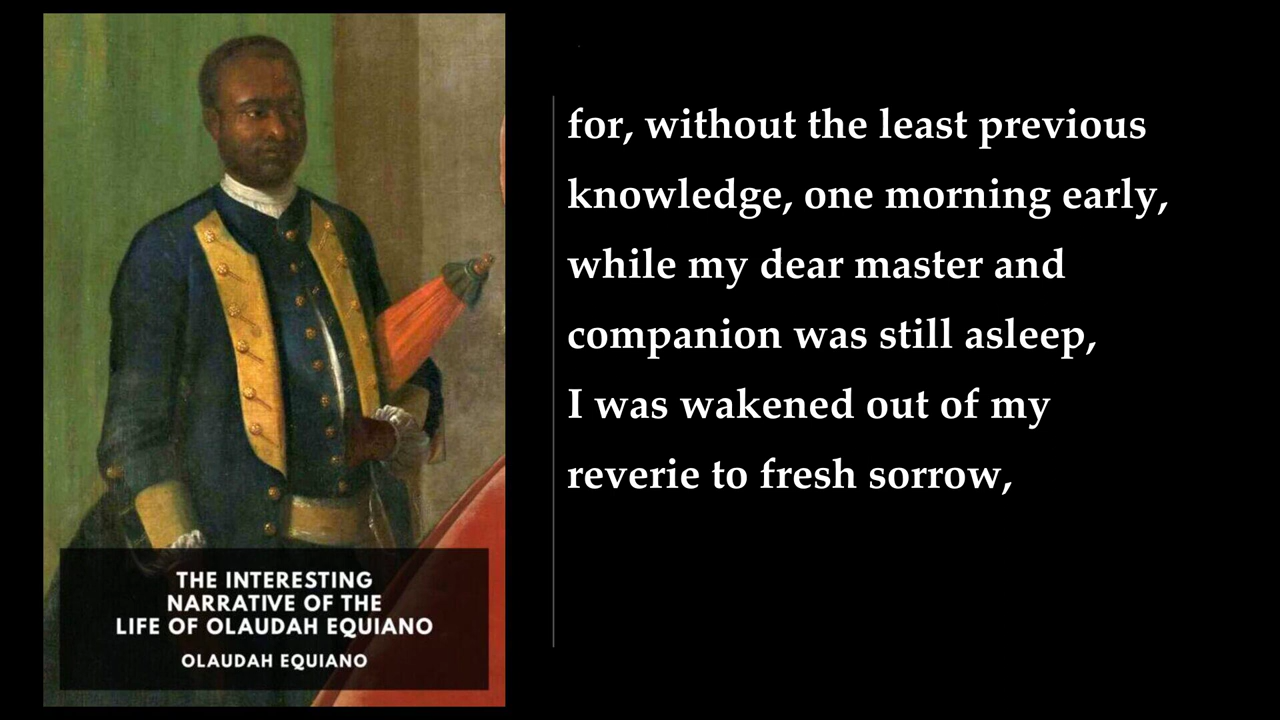 for, without the least previous
knowledge, one morning early,
while my dear master and
companion was still asleep,
I was wakened out of my
reverie to fresh sorrow,
THE INTERESTING
NARRATIVE OF THE
LIFE OF OLAUDAH EQUIANO
OLAUDAH EQUIANO